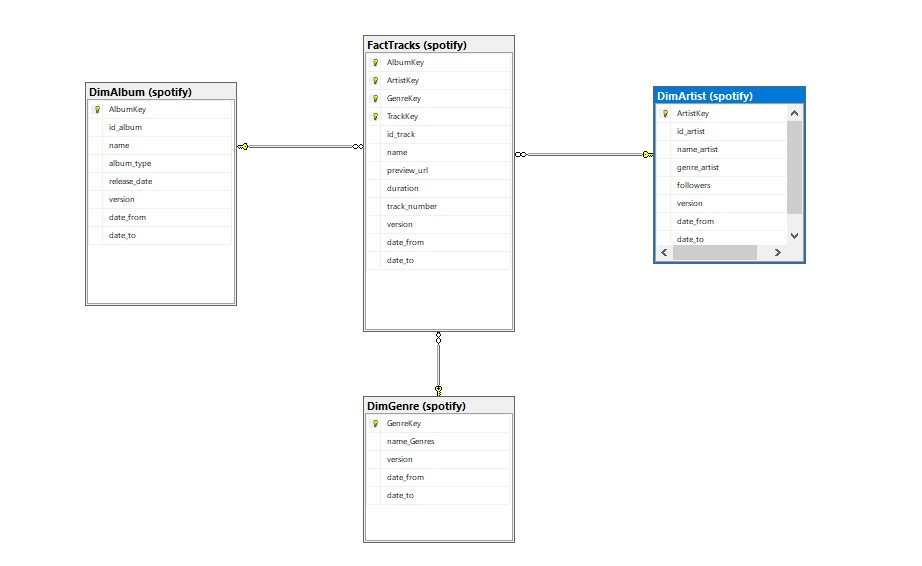 FactTracks (spotify)
AlbumKey
ArtistKey
GenreKey
TrackKey
id_track
name
preview_url
duration
track_number
version
date_from
date_to
DimAlbum (spotify)
AlbumKey
id_album
name
album_type
release_date
version
date_from
date_to
DimArtist (spotify)
ArtistKey
id_artist
name_artist
genre_artist
followers
version
date_from
date_to
DimGenre (spotify)
GenreKey
name_Genres
version
date_from
date_to